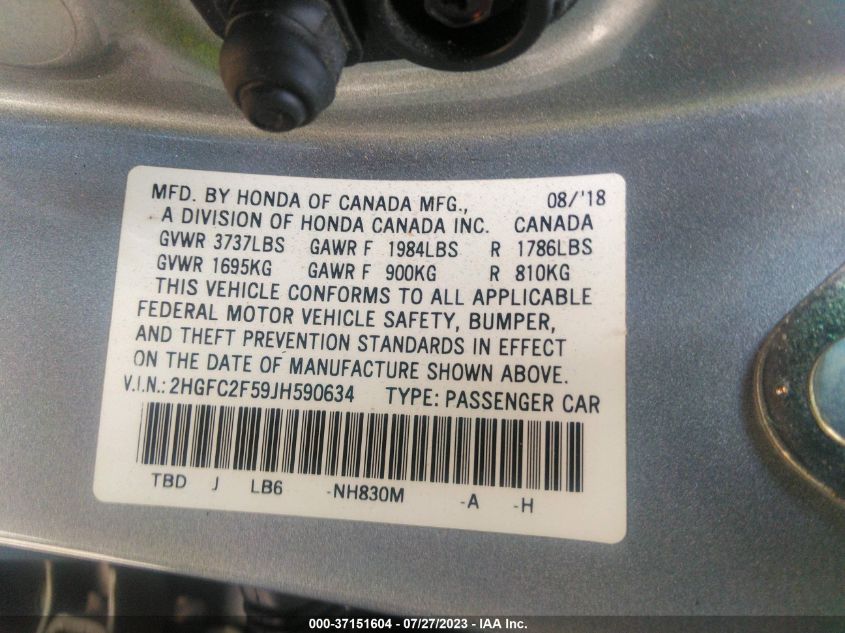 MFD. BY HONDA OF CANADA MFG., 08/'18
A DIVISION OF HONDA CANADA INC. CANADA
GVWR 3737LBS GAWR F 1984LBS R 1786LBS
GVWR 1695KG GAWR F 900KG R 810KG
THIS VEHICLE CONFORMS TO ALL APPLICABLE
FEDERAL MOTOR VEHICLE SAFETY, BUMPER,
AND THEFT PREVENTION STANDARDS IN EFFECT
ON THE DATE OF MANUFACTURE SHOWN ABOVE.
V.I.N.: 2HGFC2F59JH590634 TYPE: PASSENGER CAR
TBD J LB6 -NH830M -A -H
000-37151604 - 07/27/2023 - IAA Inc.